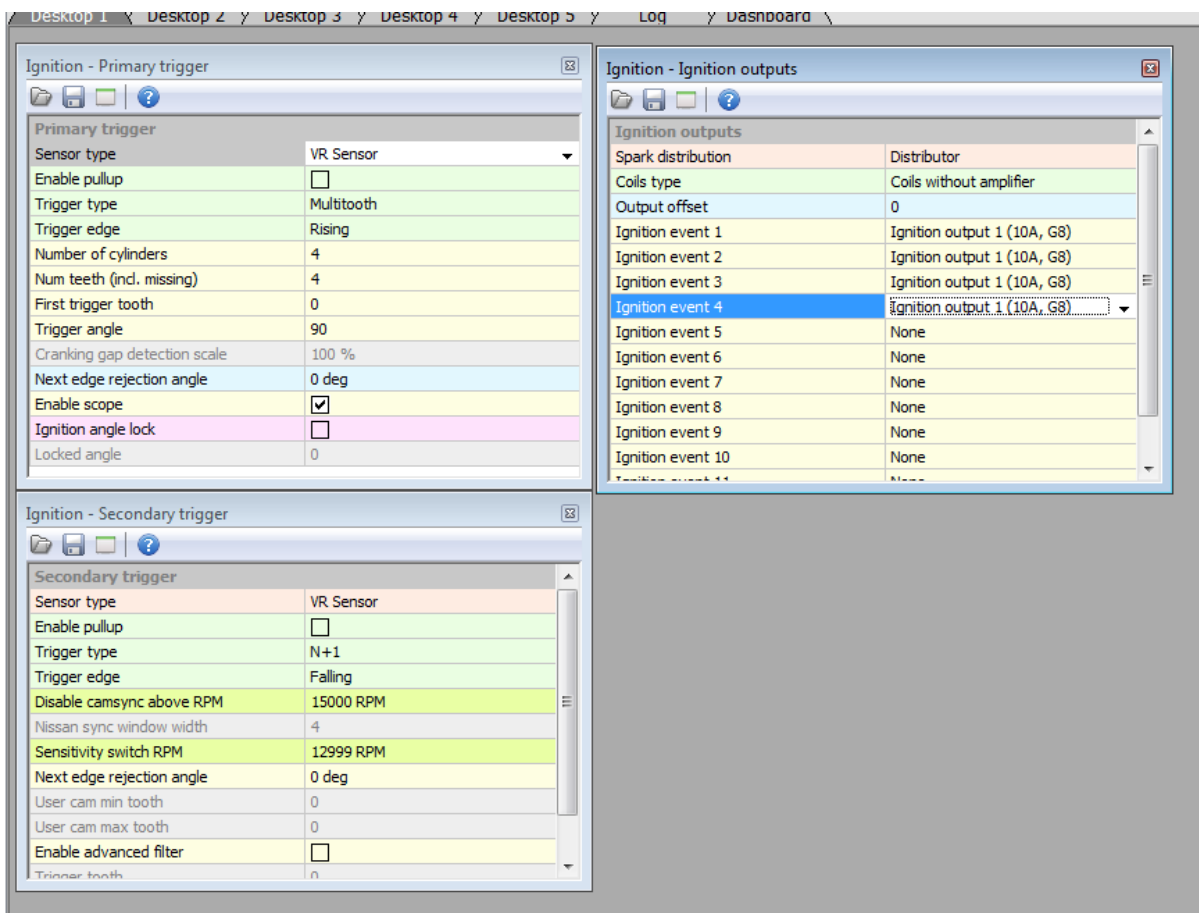 Desktop 1 Desktop 2 Desktop 3 Desktop 4 Desktop 5 Log Dashboard
Ignition - Primary trigger
Primary trigger
Sensor type VR Sensor
Enable pullup
Trigger type Multitooth
Trigger edge Rising
Number of cylinders 4
Num teeth (incl. missing) 4
First trigger tooth 0
Trigger angle 90
Cranking gap detection scale 100 %
Next edge rejection angle 0 deg
Enable scope
Ignition angle lock
Locked angle 0
Ignition - Ignition outputs
Ignition outputs
Spark distribution Distributor
Coils type Coils without amplifier
Output offset 0
Ignition event 1 Ignition output 1 (10A, G8)
Ignition event 2 Ignition output 1 (10A, G8)
Ignition event 3 Ignition output 1 (10A, G8)
Ignition event 4 Ignition output 1 (10A, G8)
Ignition event 5 None
Ignition event 6 None
Ignition event 7 None
Ignition event 8 None
Ignition event 9 None
Ignition event 10 None
Ignition event 11 None
Ignition - Secondary trigger
Secondary trigger
Sensor type VR Sensor
Enable pullup
Trigger type N+1
Trigger edge Falling
Disable camsync above RPM 15000 RPM
Nissan sync window width 4
Sensitivity switch RPM 12999 RPM
Next edge rejection angle 0 deg
User cam min tooth 0
User cam max tooth 0
Enable advanced filter
Trigger tooth 0